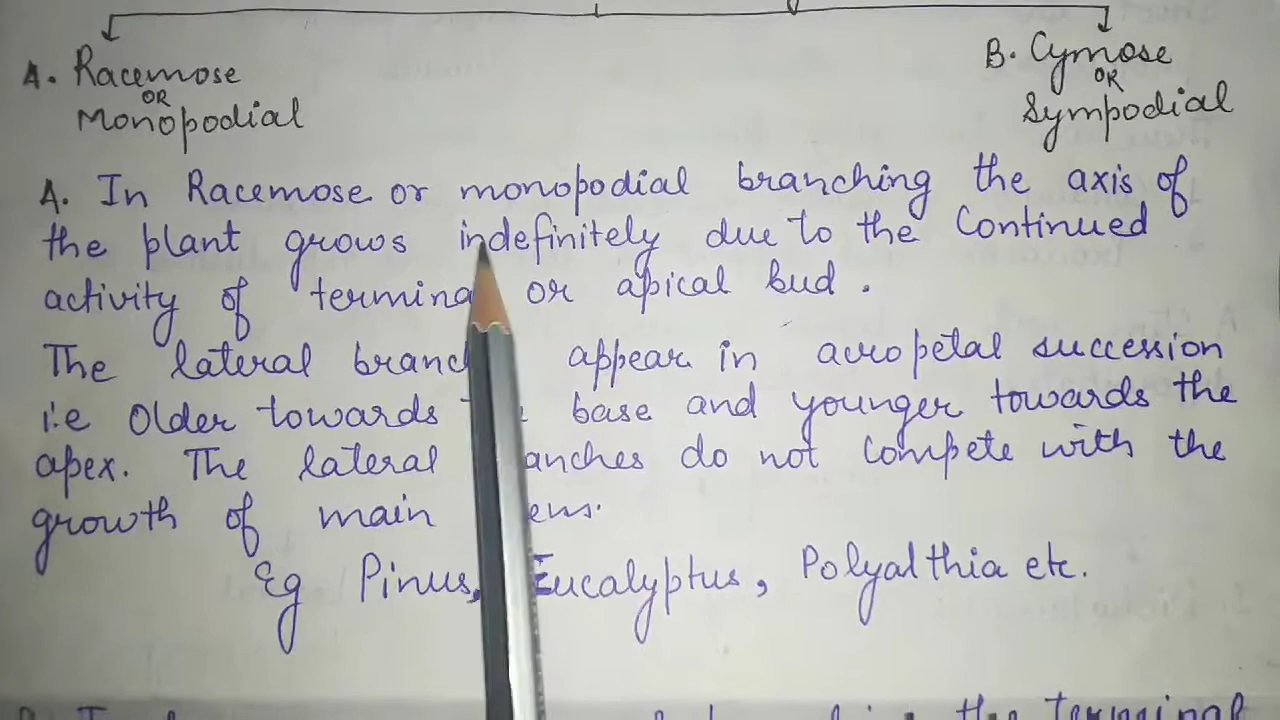 A. Racemose
OR
Monopodial
B. Cymose
OR
Sympodial
A. In Racemose or monopodial branching the axis of
the plant grows indefinitely due to the Continued
activity of termina or apical bud.
The lateral branc appear in acropetal succession
i.e Older towards base and younger towards the
apex. The lateral anches do not Compete with the
growth of main
Eg Pinus, Eucalyptus, Polyalthia etc.
the terminal